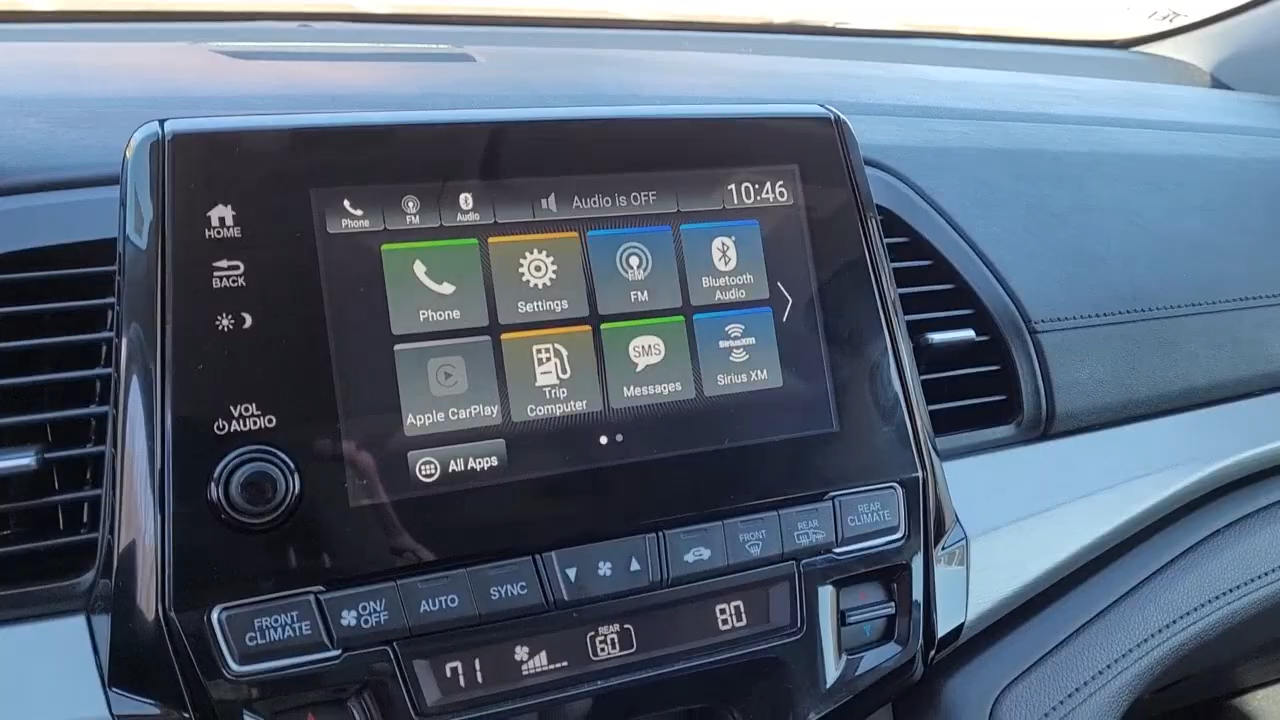 Phone
FM
Audio
Audio is OFF
10:46
HOME
BACK
Phone
Settings
FM
FM
Bluetooth
Audio
Apple CarPlay
Trip
Computer
SMS
Messages
SiriusXM
Sirius XM
All Apps
VOL
AUDIO
FRONT
CLIMATE
ON/
OFF
AUTO
SYNC
FRONT
REAR
REAR
CLIMATE
71
REAR
60
80